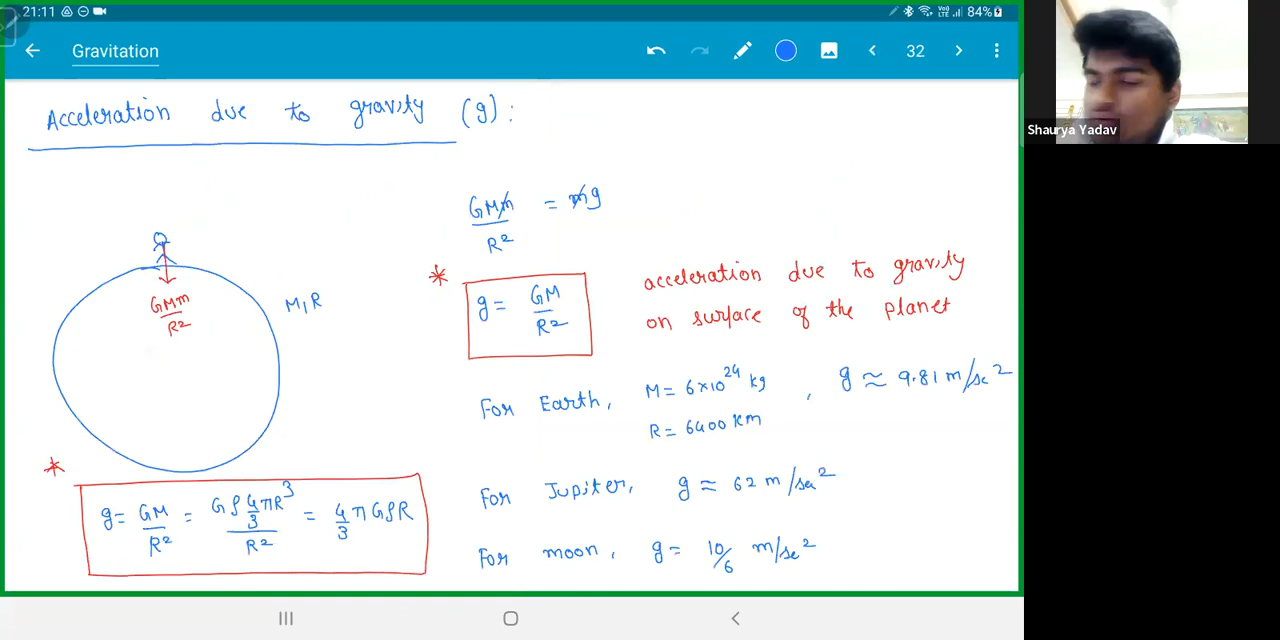 21:11
Vo) LTE 84%
Gravitation
32
Shaurya Yadav
Acceleration due to gravity (g):
GMm/R² = mg
GMm/R²
M, R
* g = GM/R²
acceleration due to gravity
on surface of the planet
For Earth, M = 6×10²⁴ kg , g ≈ 9.81 m/sec²
R = 6400 km
* g = GM/R² = Gρ 4/3 πR³/R² = 4/3 πGρR
For Jupiter, g ≈ 62 m/sec²
For moon, g = 10/6 m/sec²